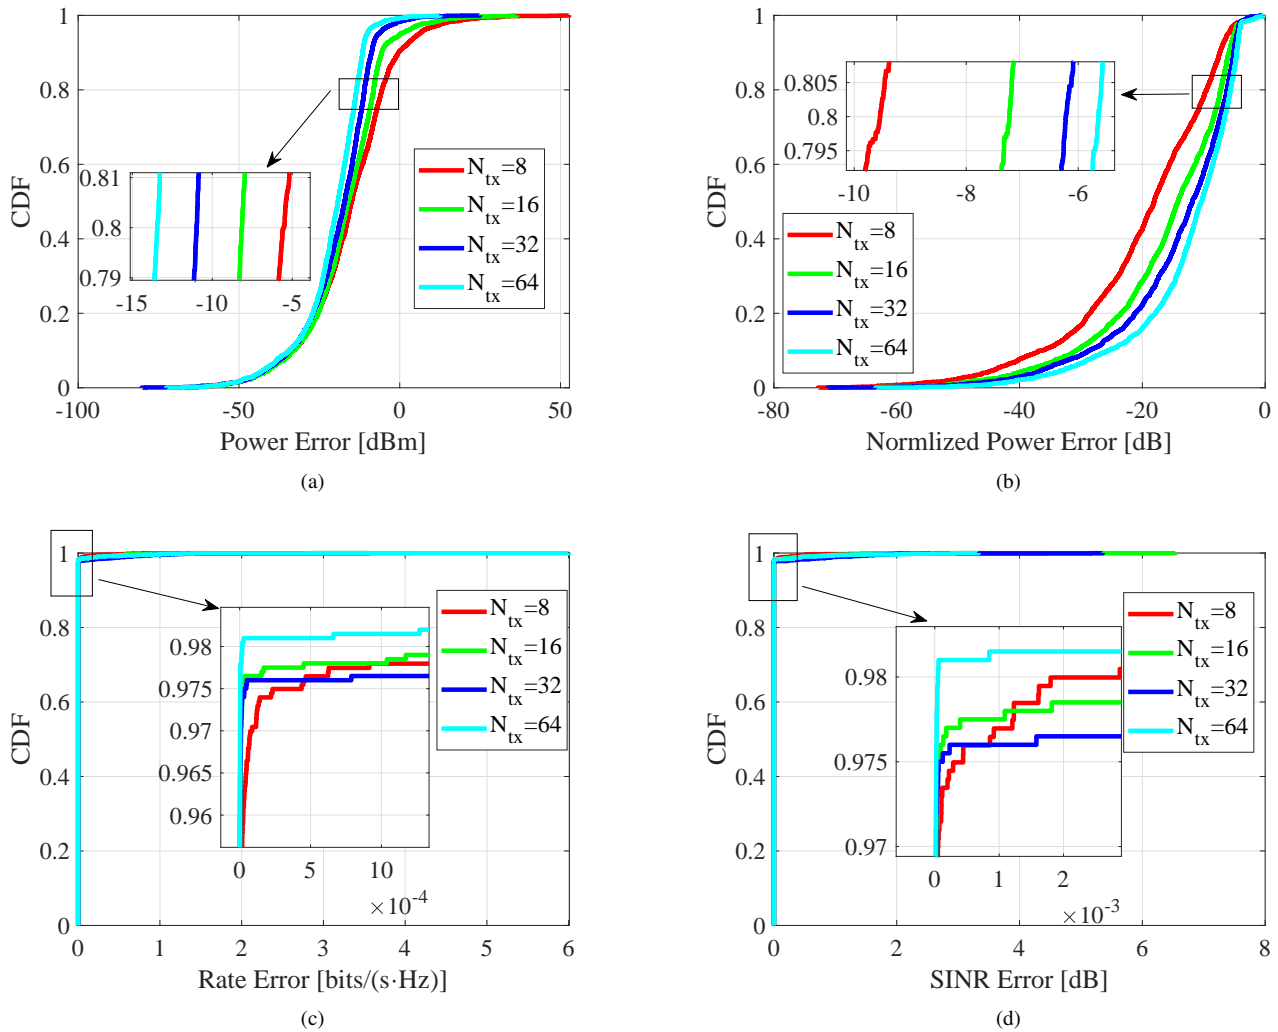 1
0.8
0.6
0.4
0.2
0
CDF
-100
-50
0
50
Power Error [dBm]
0.81
0.8
0.79
-15
-10
-5
N_tx=8
N_tx=16
N_tx=32
N_tx=64
(a)
1
0.8
0.6
0.4
0.2
0
CDF
-80
-60
-40
-20
0
Normlized Power Error [dB]
0.805
0.8
0.795
-10
-8
-6
N_tx=8
N_tx=16
N_tx=32
N_tx=64
(b)
1
0.8
0.6
0.4
0.2
0
CDF
0
1
2
3
4
5
6
Rate Error [bits/(s·Hz)]
0.98
0.975
0.97
0.965
0.96
0
5
10
×10^-4
N_tx=8
N_tx=16
N_tx=32
N_tx=64
(c)
1
0.8
0.6
0.4
0.2
0
CDF
0
2
4
6
8
SINR Error [dB]
0.98
0.975
0.97
0
1
2
×10^-3
N_tx=8
N_tx=16
N_tx=32
N_tx=64
(d)